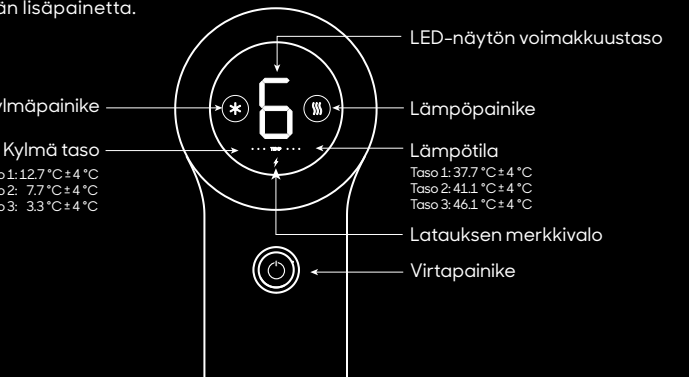 än lisäpainetta.
LED-näytön voimakkuustaso
6
ylmäpainike
Lämpöpainike
Kylmä taso
o 1: 12.7 °C ± 4 °C
o 2: 7.7 °C ± 4 °C
o 3: 3.3 °C ± 4 °C
TEMP
Lämpötila
Taso 1: 37.7 °C ± 4 °C
Taso 2: 41.1 °C ± 4 °C
Taso 3: 46.1 °C ± 4 °C
Latauksen merkkivalo
Virtapainike